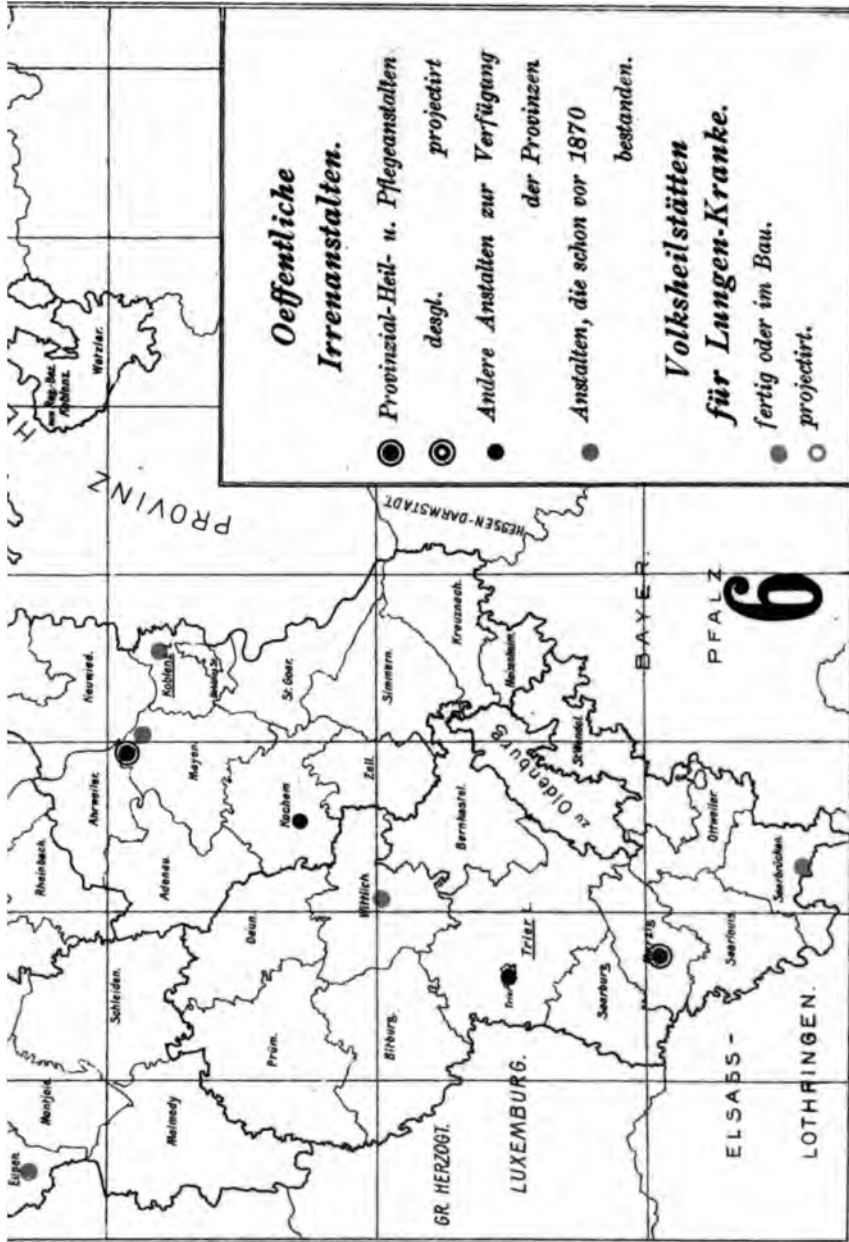 Oeffentliche
Irrenanstalten.
Provinzial-Heil- u. Pflegeanstalten
desgl. projectirt
Andere Anstalten zur Verfügung
der Provinzen
Anstalten, die schon vor 1870
bestanden.
Volksheilstätten
für Lungen-Kranke.
fertig oder im Bau.
projectirt.
Eupen.
Montjoie.
Malmedy
Schleiden.
Rheinbach.
Ahrweiler.
Adenau.
Neuwied.
Koblenz
Mayen.
Kochem
St. Goar.
Simmern.
Zell.
Daun.
Prüm.
Bitburg.
Wittlich.
Bernkastel.
Kreuznach.
Meisenheim.
St. Wendel.
zu Oldenburg
Trier
Saarburg.
Merzig
Saarlouis.
Saarbrücken
Ottweiler
Koblenz.
Wetzlar.
PROVIN
HESSEN-DARMSTADT.
GR. HERZOGT.
LUXEMBURG.
ELSASS-
LOTHRINGEN.
BAYER.
PFALZ
6